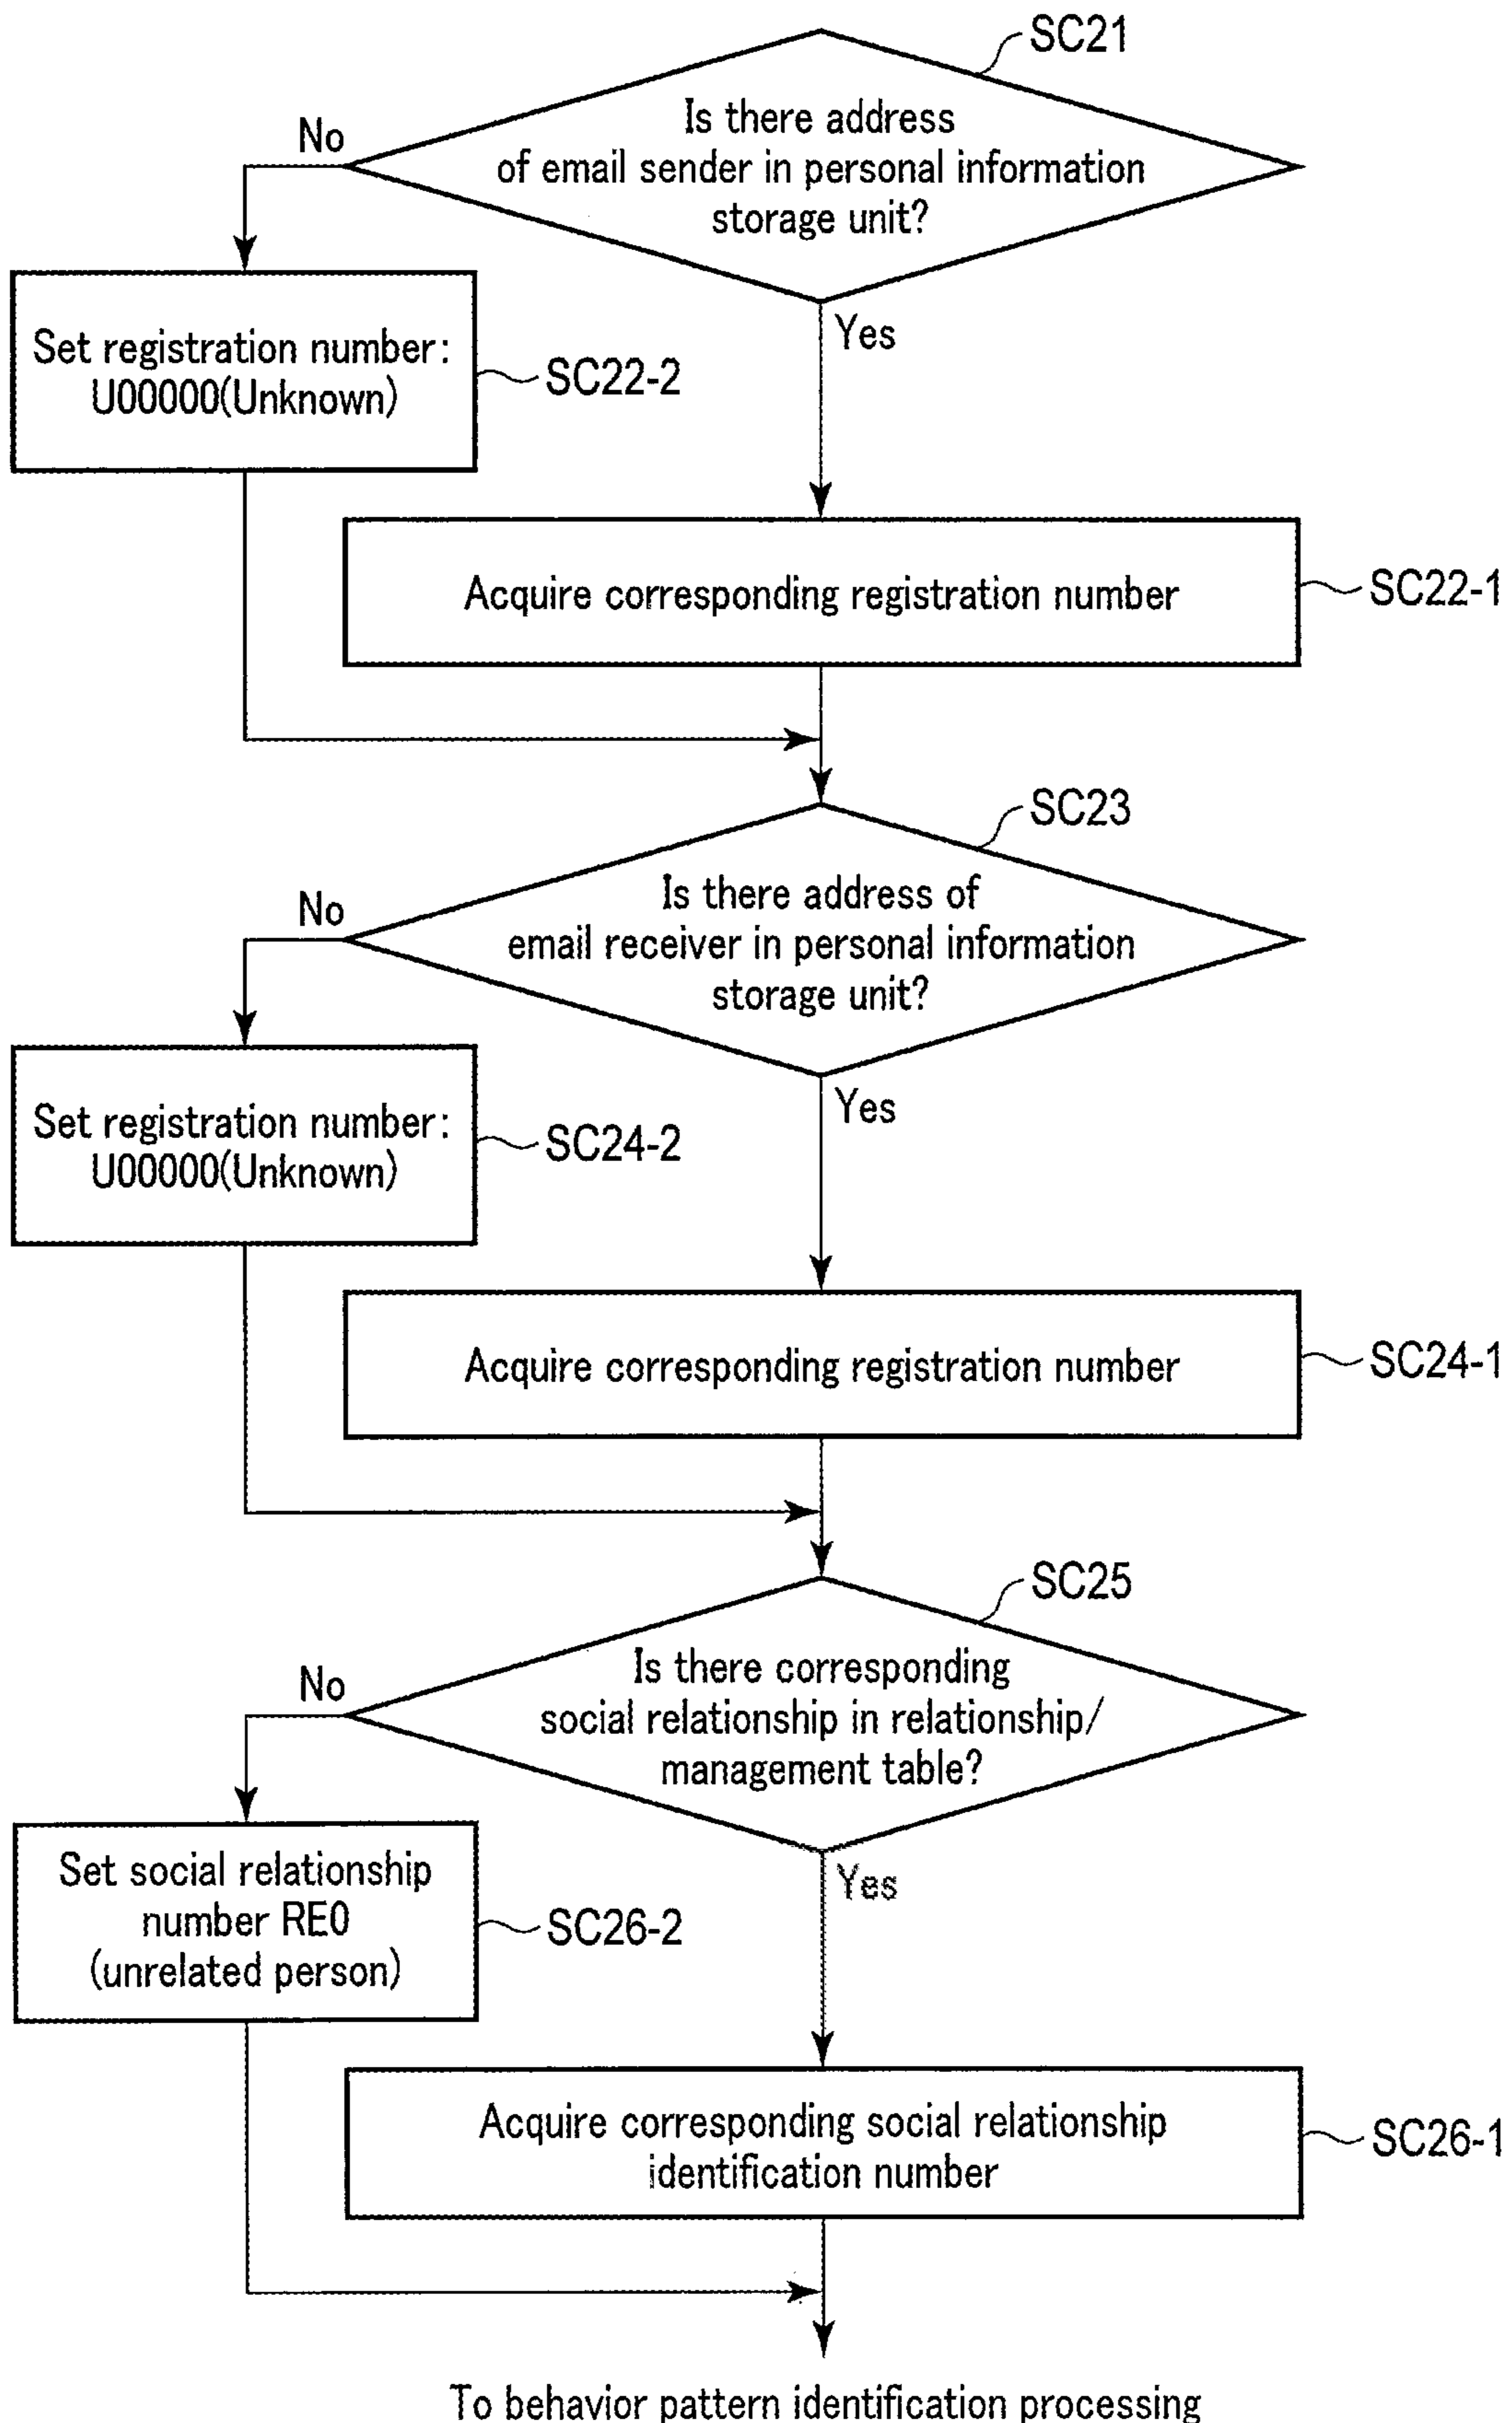 SC21
Is there address
of email sender in personal information
storage unit?
No
Yes
Set registration number:
U00000(Unknown)
SC22-2
Acquire corresponding registration number
SC22-1
SC23
Is there address of
email receiver in personal information
storage unit?
No
Yes
Set registration number:
U00000(Unknown)
SC24-2
Acquire corresponding registration number
SC24-1
SC25
Is there corresponding
social relationship in relationship/
management table?
No
Yes
Set social relationship
number RE0
(unrelated person)
SC26-2
Acquire corresponding social relationship
identification number
SC26-1
To behavior pattern identification processing